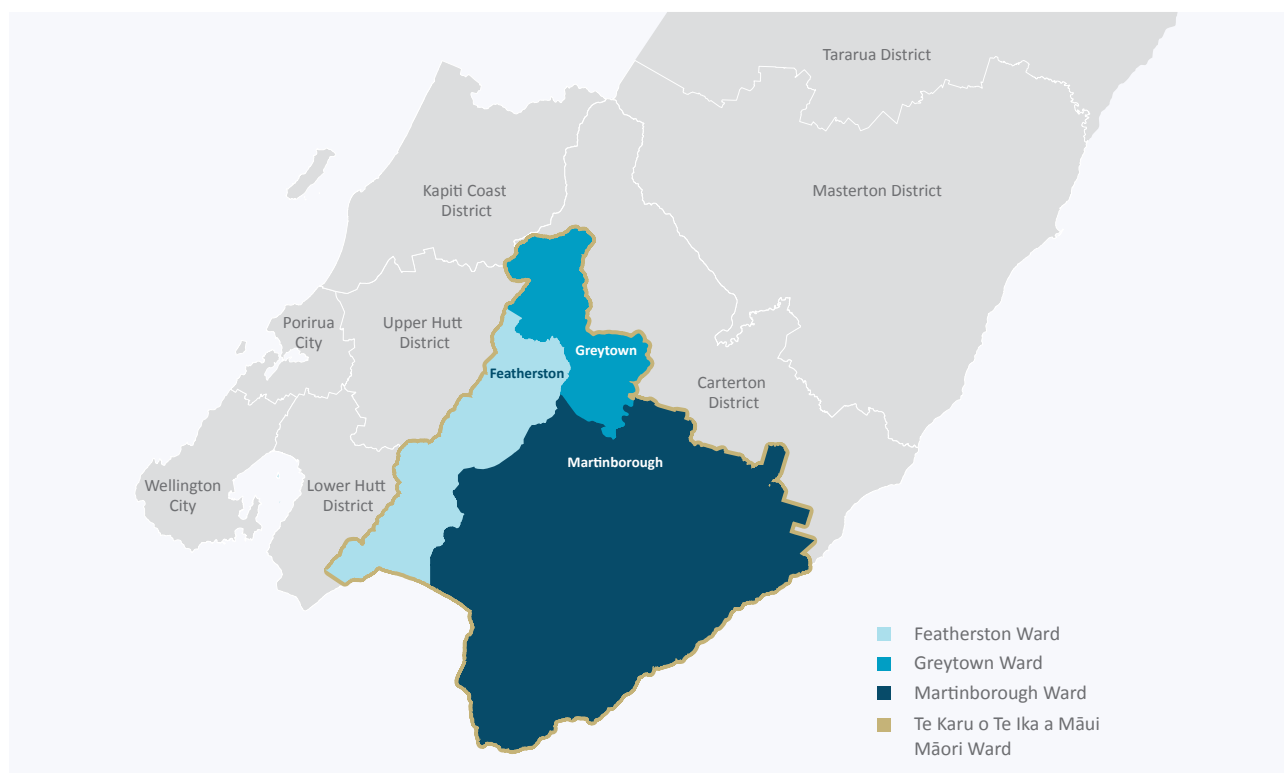 Tararua District
Kapiti Coast
District
Masterton District
Porirua
City
Upper Hutt
District
Greytown
Featherston
Carterton
District
Martinborough
Wellington
City
Lower Hutt
District
Featherston Ward
Greytown Ward
Martinborough Ward
Te Karu o Te Ika a Māui
Māori Ward